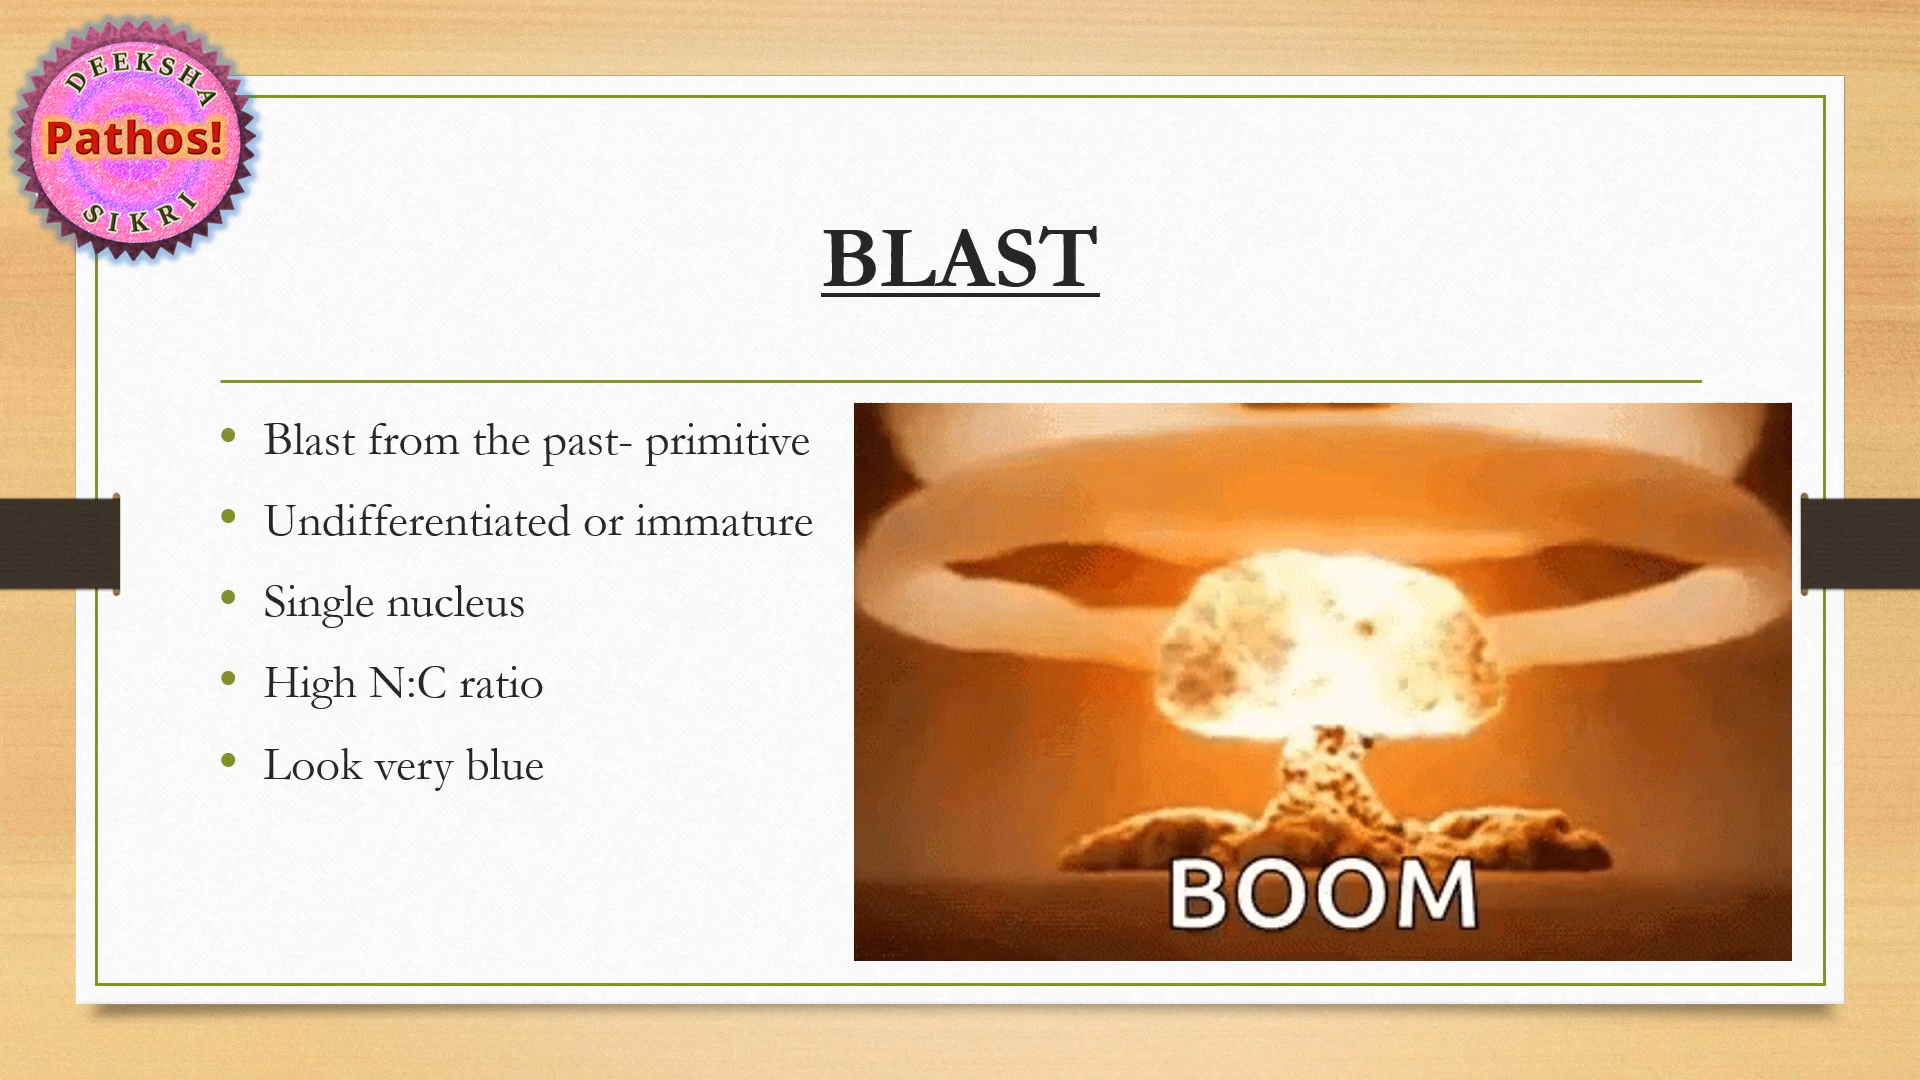 DEEKSHA
Pathos!
SIKRI
BLAST
• Blast from the past- primitive
• Undifferentiated or immature
• Single nucleus
• High N:C ratio
• Look very blue
BOOM